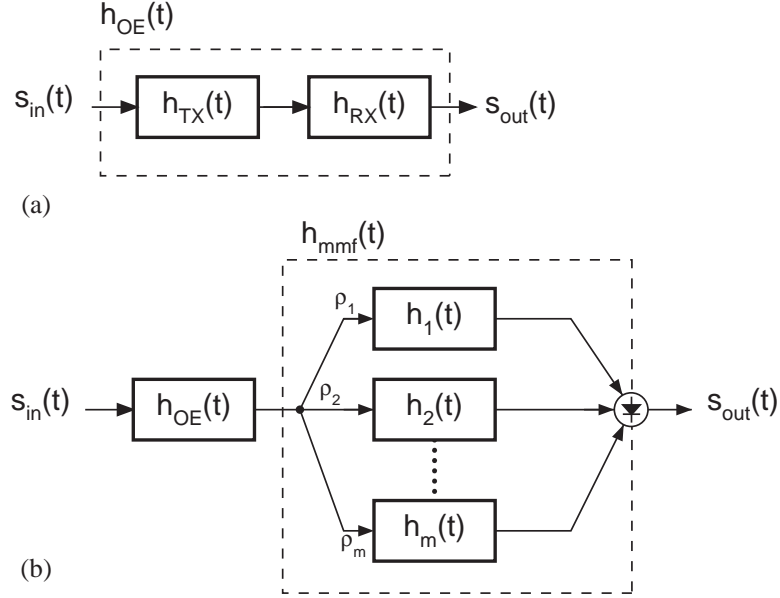 h_OE(t)
s_in(t) h_TX(t) h_RX(t) s_out(t)
(a)
h_mmf(t)
ρ_1 h_1(t)
s_in(t) h_OE(t) ρ_2 h_2(t) s_out(t)
ρ_m h_m(t)
(b)